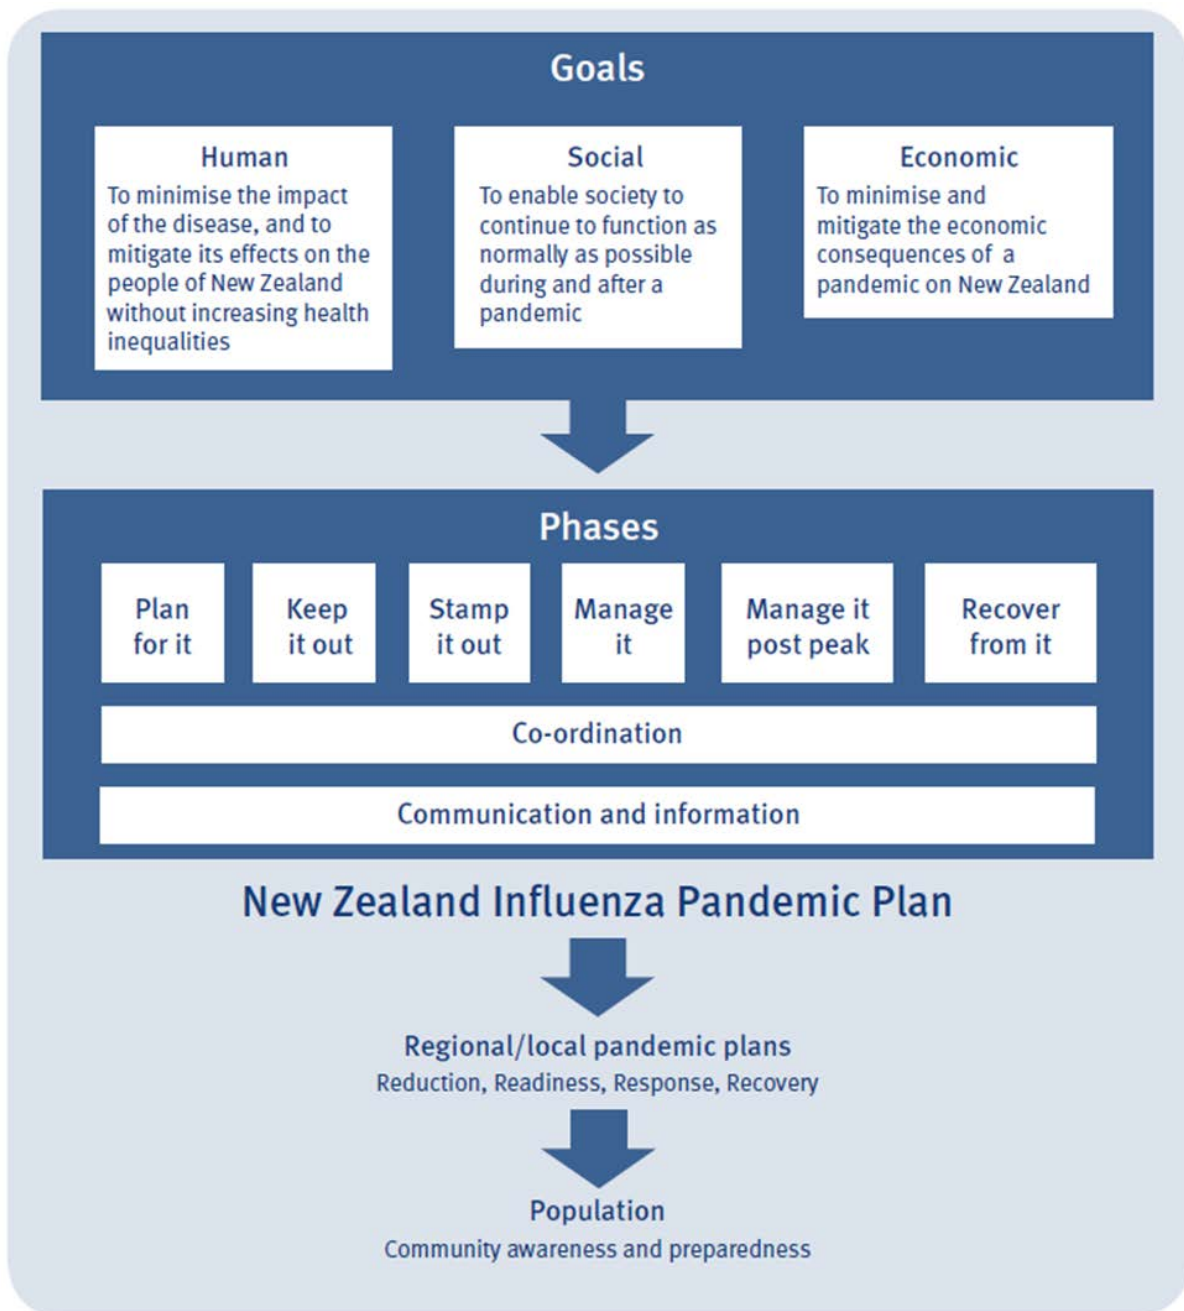 Goals
Human
To minimise the impact
of the disease, and to
mitigate its effects on the
people of New Zealand
without increasing health
inequalities
Social
To enable society to
continue to function as
normally as possible
during and after a
pandemic
Economic
To minimise and
mitigate the economic
consequences of a
pandemic on New Zealand
Phases
Plan
for it
Keep
it out
Stamp
it out
Manage
it
Manage it
post peak
Recover
from it
Co-ordination
Communication and information
New Zealand Influenza Pandemic Plan
Regional/local pandemic plans
Reduction, Readiness, Response, Recovery
Population
Community awareness and preparedness